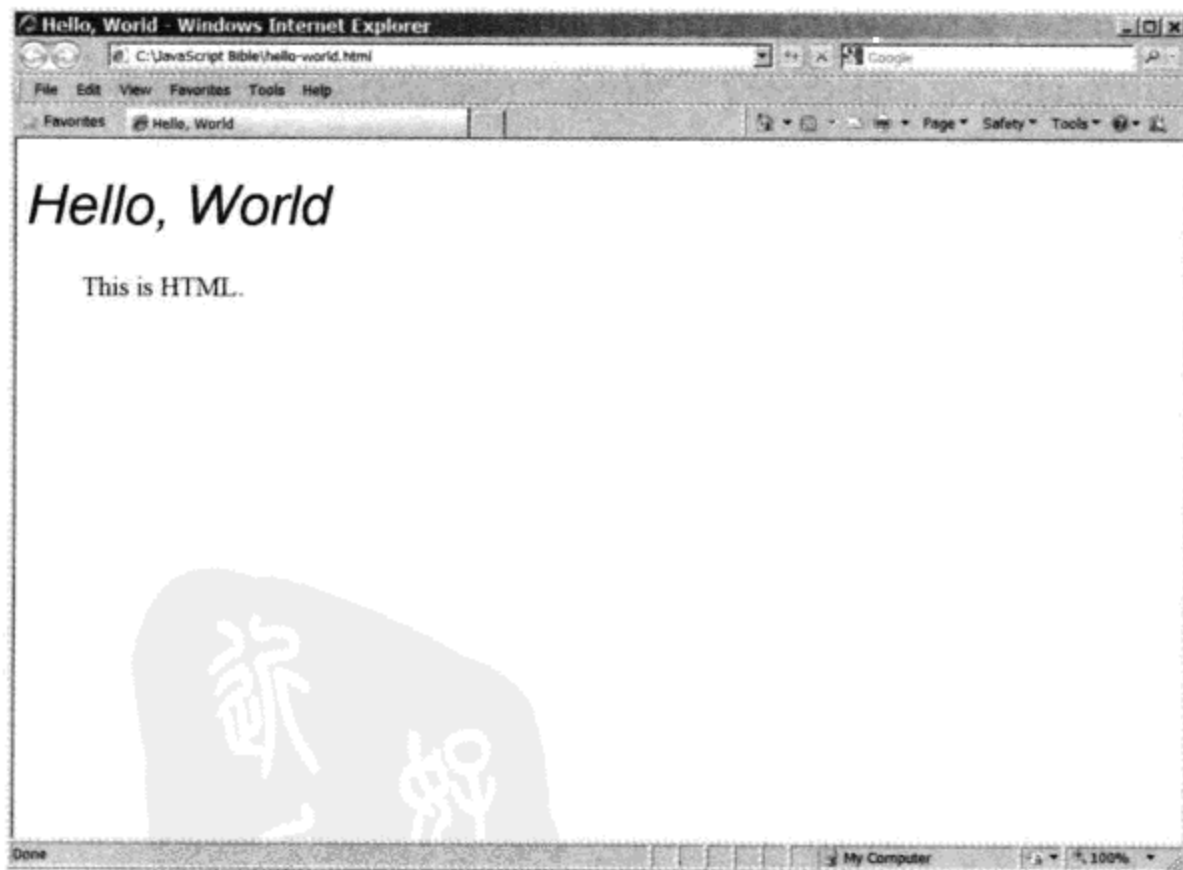 Hello, World - Windows Internet Explorer
C:\JavaScript Bible\hello-world.html
Google
File Edit View Favorites Tools Help
Favorites Hello, World
Page Safety Tools
Hello, World
This is HTML.
Done
My Computer
100%